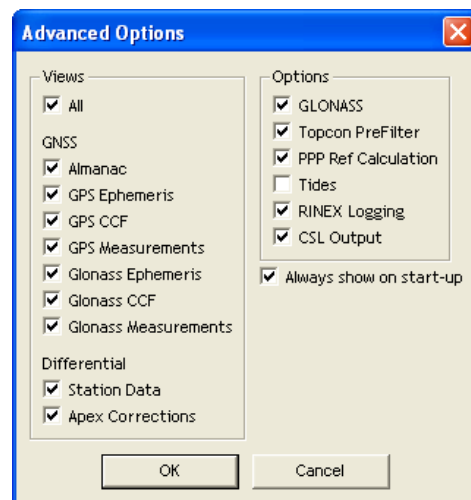 Advanced Options
Views
All
GNSS
Almanac
GPS Ephemeris
GPS CCF
GPS Measurements
Glonass Ephemeris
Glonass CCF
Glonass Measurements
Differential
Station Data
Apex Corrections
Options
GLONASS
Topcon PreFilter
PPP Ref Calculation
Tides
RINEX Logging
CSL Output
Always show on start-up
OK
Cancel